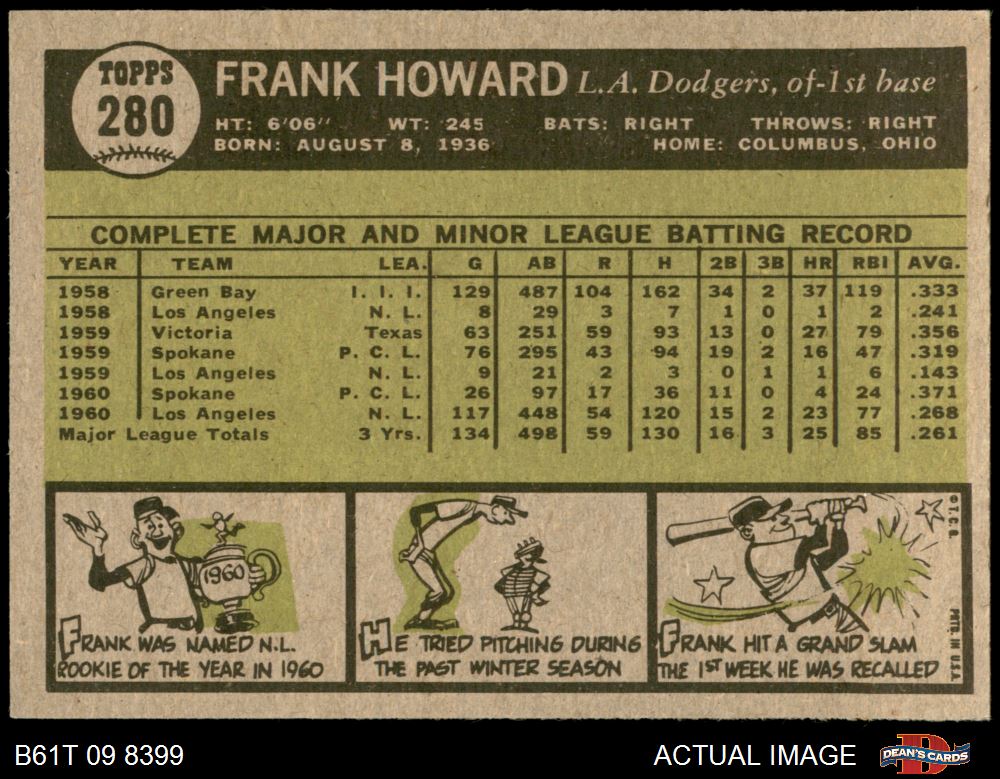 TOPPS
280
FRANK HOWARD L.A. Dodgers, of-1st base
HT: 6'06" WT: 245 BATS: RIGHT THROWS: RIGHT
BORN: AUGUST 8, 1936 HOME: COLUMBUS, OHIO
COMPLETE MAJOR AND MINOR LEAGUE BATTING RECORD
YEAR TEAM LEA. G AB R H 2B 3B HR RBI AVG.
1958 Green Bay I. I. I. 129 487 104 162 34 2 37 119 .333
1958 Los Angeles N. L. 8 29 3 7 1 0 1 2 .241
1959 Victoria Texas 63 251 59 93 13 0 27 79 .356
1959 Spokane P. C. L. 76 295 43 94 19 2 16 47 .319
1959 Los Angeles N. L. 9 21 2 3 0 1 1 6 .143
1960 Spokane P. C. L. 26 97 17 36 11 0 4 24 .371
1960 Los Angeles N. L. 117 448 54 120 15 2 23 77 .268
Major League Totals 3 Yrs. 134 498 59 130 16 3 25 85 .261
1960
FRANK WAS NAMED N.L.
ROOKIE OF THE YEAR IN 1960
HE TRIED PITCHING DURING
THE PAST WINTER SEASON
FRANK HIT A GRAND SLAM
THE 1ST WEEK HE WAS RECALLED
© T.C.G.
PRTD. IN U.S.A.
B61T 09 8399
ACTUAL IMAGE
DEAN'S CARDS